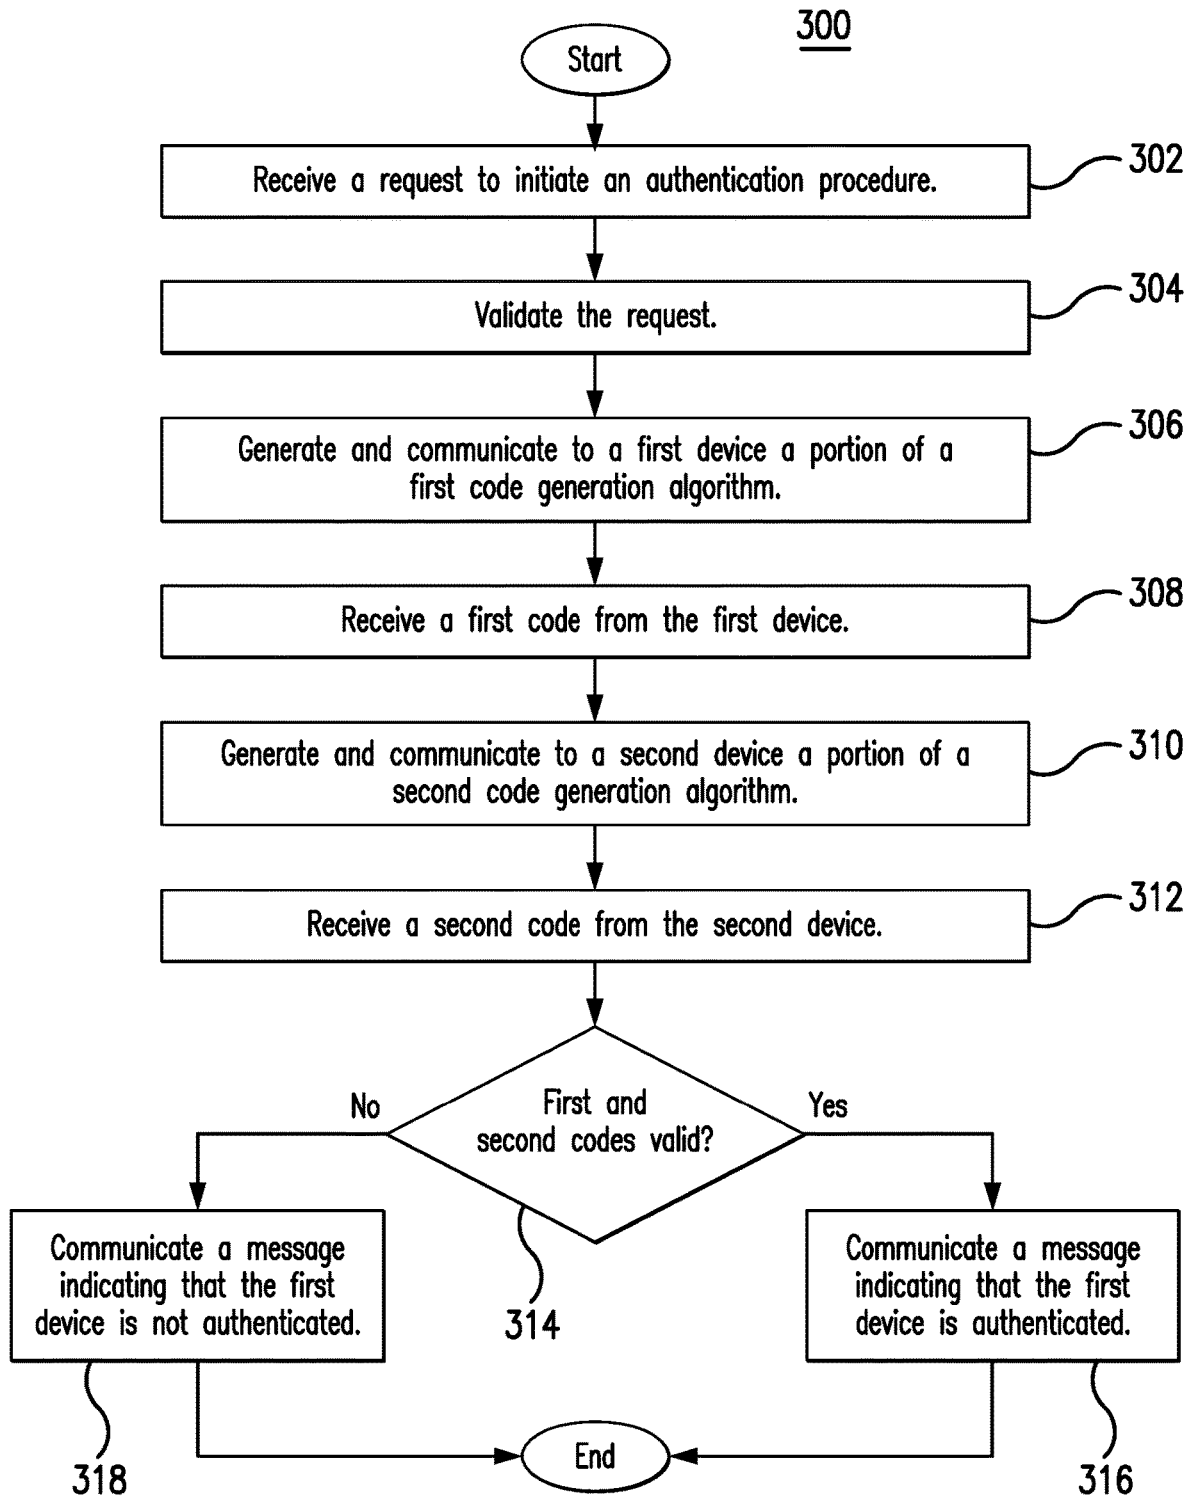 300
Start
Receive a request to initiate an authentication procedure.
302
Validate the request.
304
Generate and communicate to a first device a portion of a
first code generation algorithm.
306
Receive a first code from the first device.
308
Generate and communicate to a second device a portion of a
second code generation algorithm.
310
Receive a second code from the second device.
312
First and
second codes valid?
314
No
Yes
Communicate a message
indicating that the first
device is not authenticated.
318
Communicate a message
indicating that the first
device is authenticated.
316
End